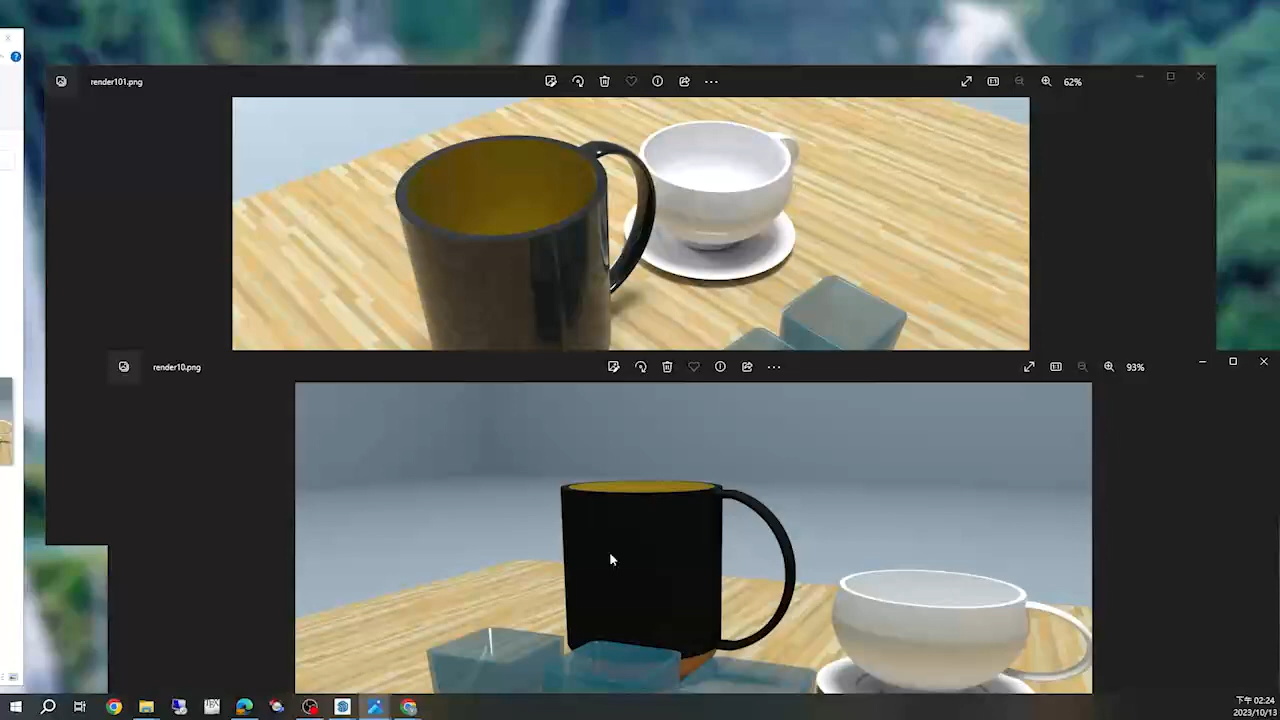 render101.png
62%
render10.png
93%
下午 02:24
2023/10/13